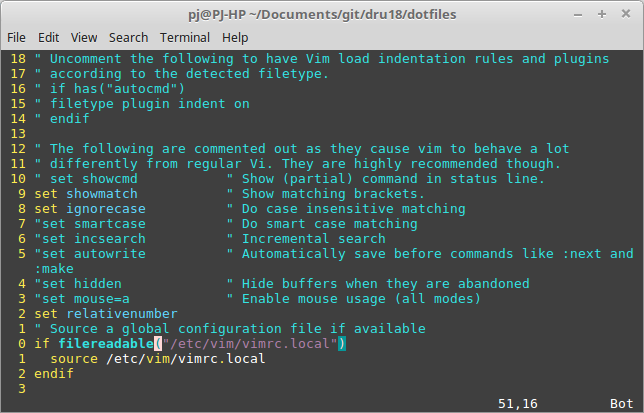 pj@PJ-HP ~/Documents/git/dru18/dotfiles
File Edit View Search Terminal Help
18 " Uncomment the following to have Vim load indentation rules and plugins
17 " according to the detected filetype.
16 " if has("autocmd")
15 " filetype plugin indent on
14 " endif
13
12 " The following are commented out as they cause vim to behave a lot
11 " differently from regular Vi. They are highly recommended though.
10 " set showcmd " Show (partial) command in status line.
9 set showmatch " Show matching brackets.
8 set ignorecase " Do case insensitive matching
7 "set smartcase " Do smart case matching
6 "set incsearch " Incremental search
5 "set autowrite " Automatically save before commands like :next and
:make
4 "set hidden " Hide buffers when they are abandoned
3 "set mouse=a " Enable mouse usage (all modes)
2 set relativenumber
1 " Source a global configuration file if available
0 if filereadable("/etc/vim/vimrc.local")
1 source /etc/vim/vimrc.local
2 endif
3
51,16 Bot